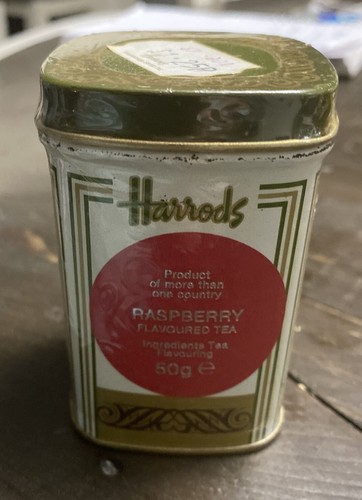 Harrods
Product
of more than
one country
RASPBERRY
FLAVOURED TEA
Ingredients Tea
Flavouring
50g e